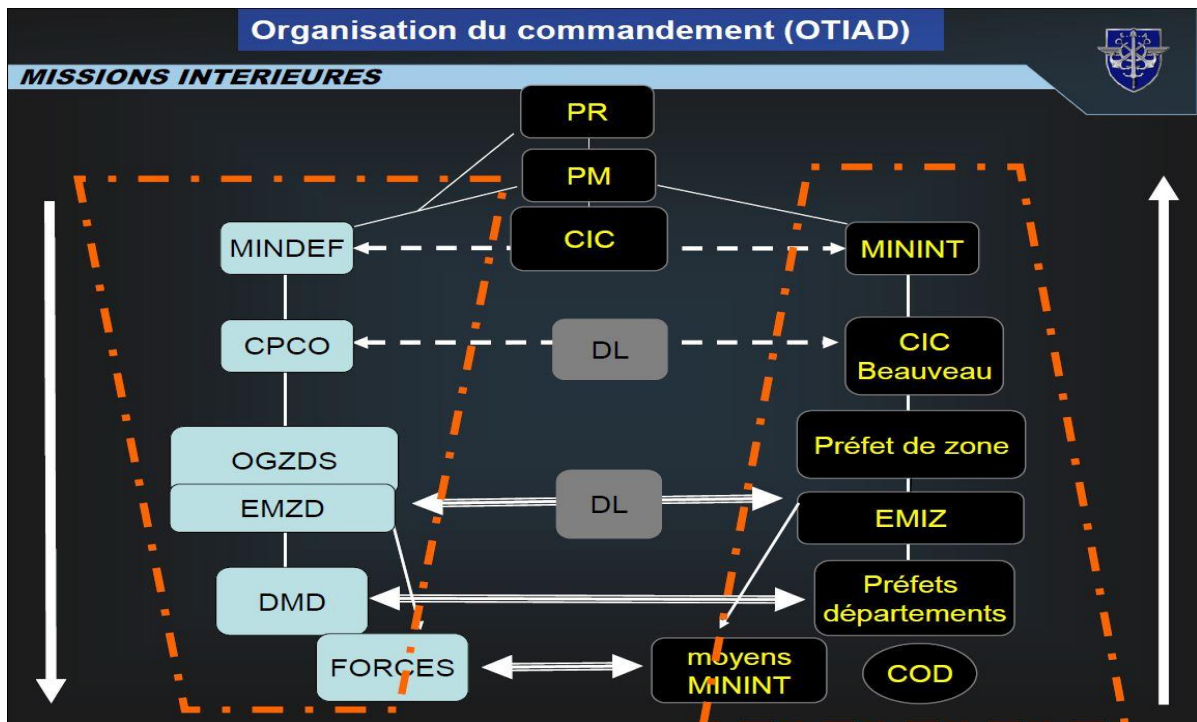 Organisation du commandement (OTIAD)
MISSIONS INTERIEURES
PR
PM
CIC
MINDEF
MININT
CPCO
DL
CIC
Beauveau
OGZDS
Préfet de zone
EMZD
DL
EMIZ
DMD
Préfets
départements
FORCES
moyens
MININT
COD